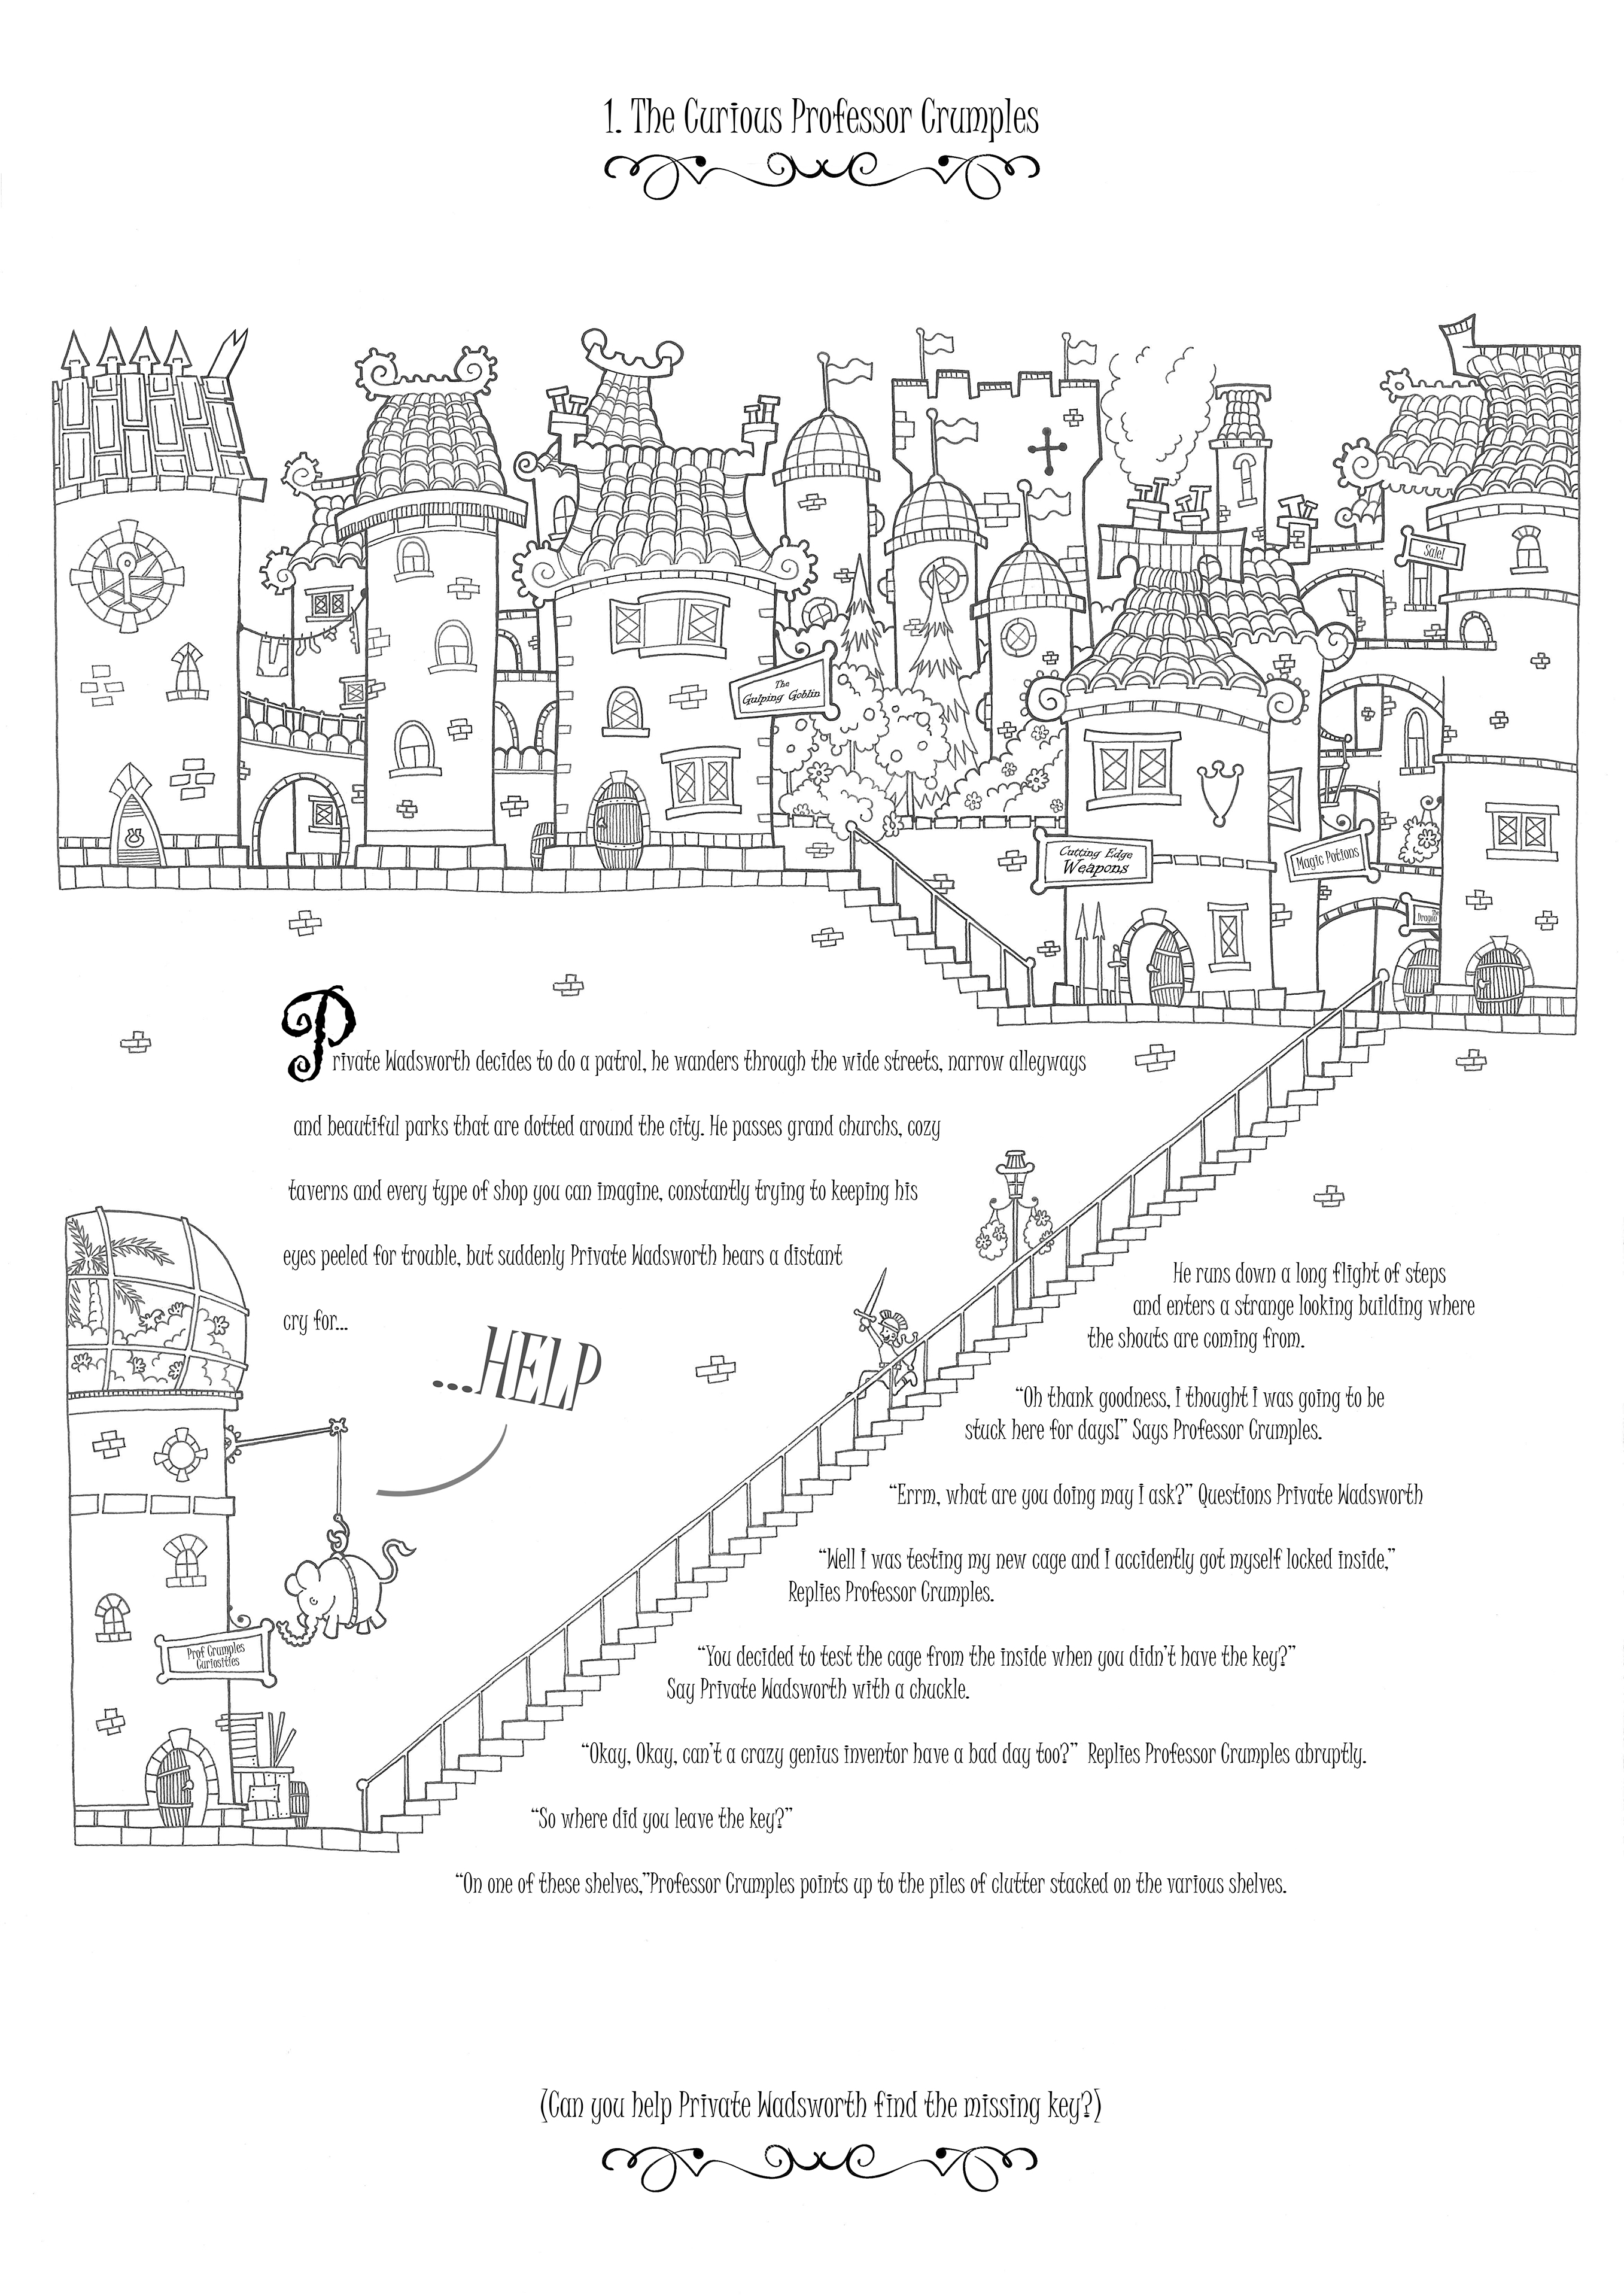 1. The Curious Professor Crumples
The
Gulping Goblin
Sale!
Cutting Edge
Weapons
Magic Potions
The
Dragon
Private Wadsworth decides to do a patrol, he wanders through the wide streets, narrow alleyways
and beautiful parks that are dotted around the city. He passes grand churchs, cozy
taverns and every type of shop you can imagine, constantly trying to keeping his
eyes peeled for trouble, but suddenly Private Wadsworth hears a distant
cry for...
...HELP
Prof Crumples
Curiosities
He runs down a long flight of steps
and enters a strange looking building where
the shouts are coming from.
“Oh thank goodness, I thought I was going to be
stuck here for days!” Says Professor Crumples.
“Errm, what are you doing may I ask?” Questions Private Wadsworth
“Well I was testing my new cage and I accidently got myself locked inside,”
Replies Professor Crumples.
“You decided to test the cage from the inside when you didn’t have the key?”
Say Private Wadsworth with a chuckle.
“Okay, Okay, can’t a crazy genius inventor have a bad day too?” Replies Professor Crumples abruptly.
“So where did you leave the key?”
“On one of these shelves,”Professor Crumples points up to the piles of clutter stacked on the various shelves.
(Can you help Private Wadsworth find the missing key?)